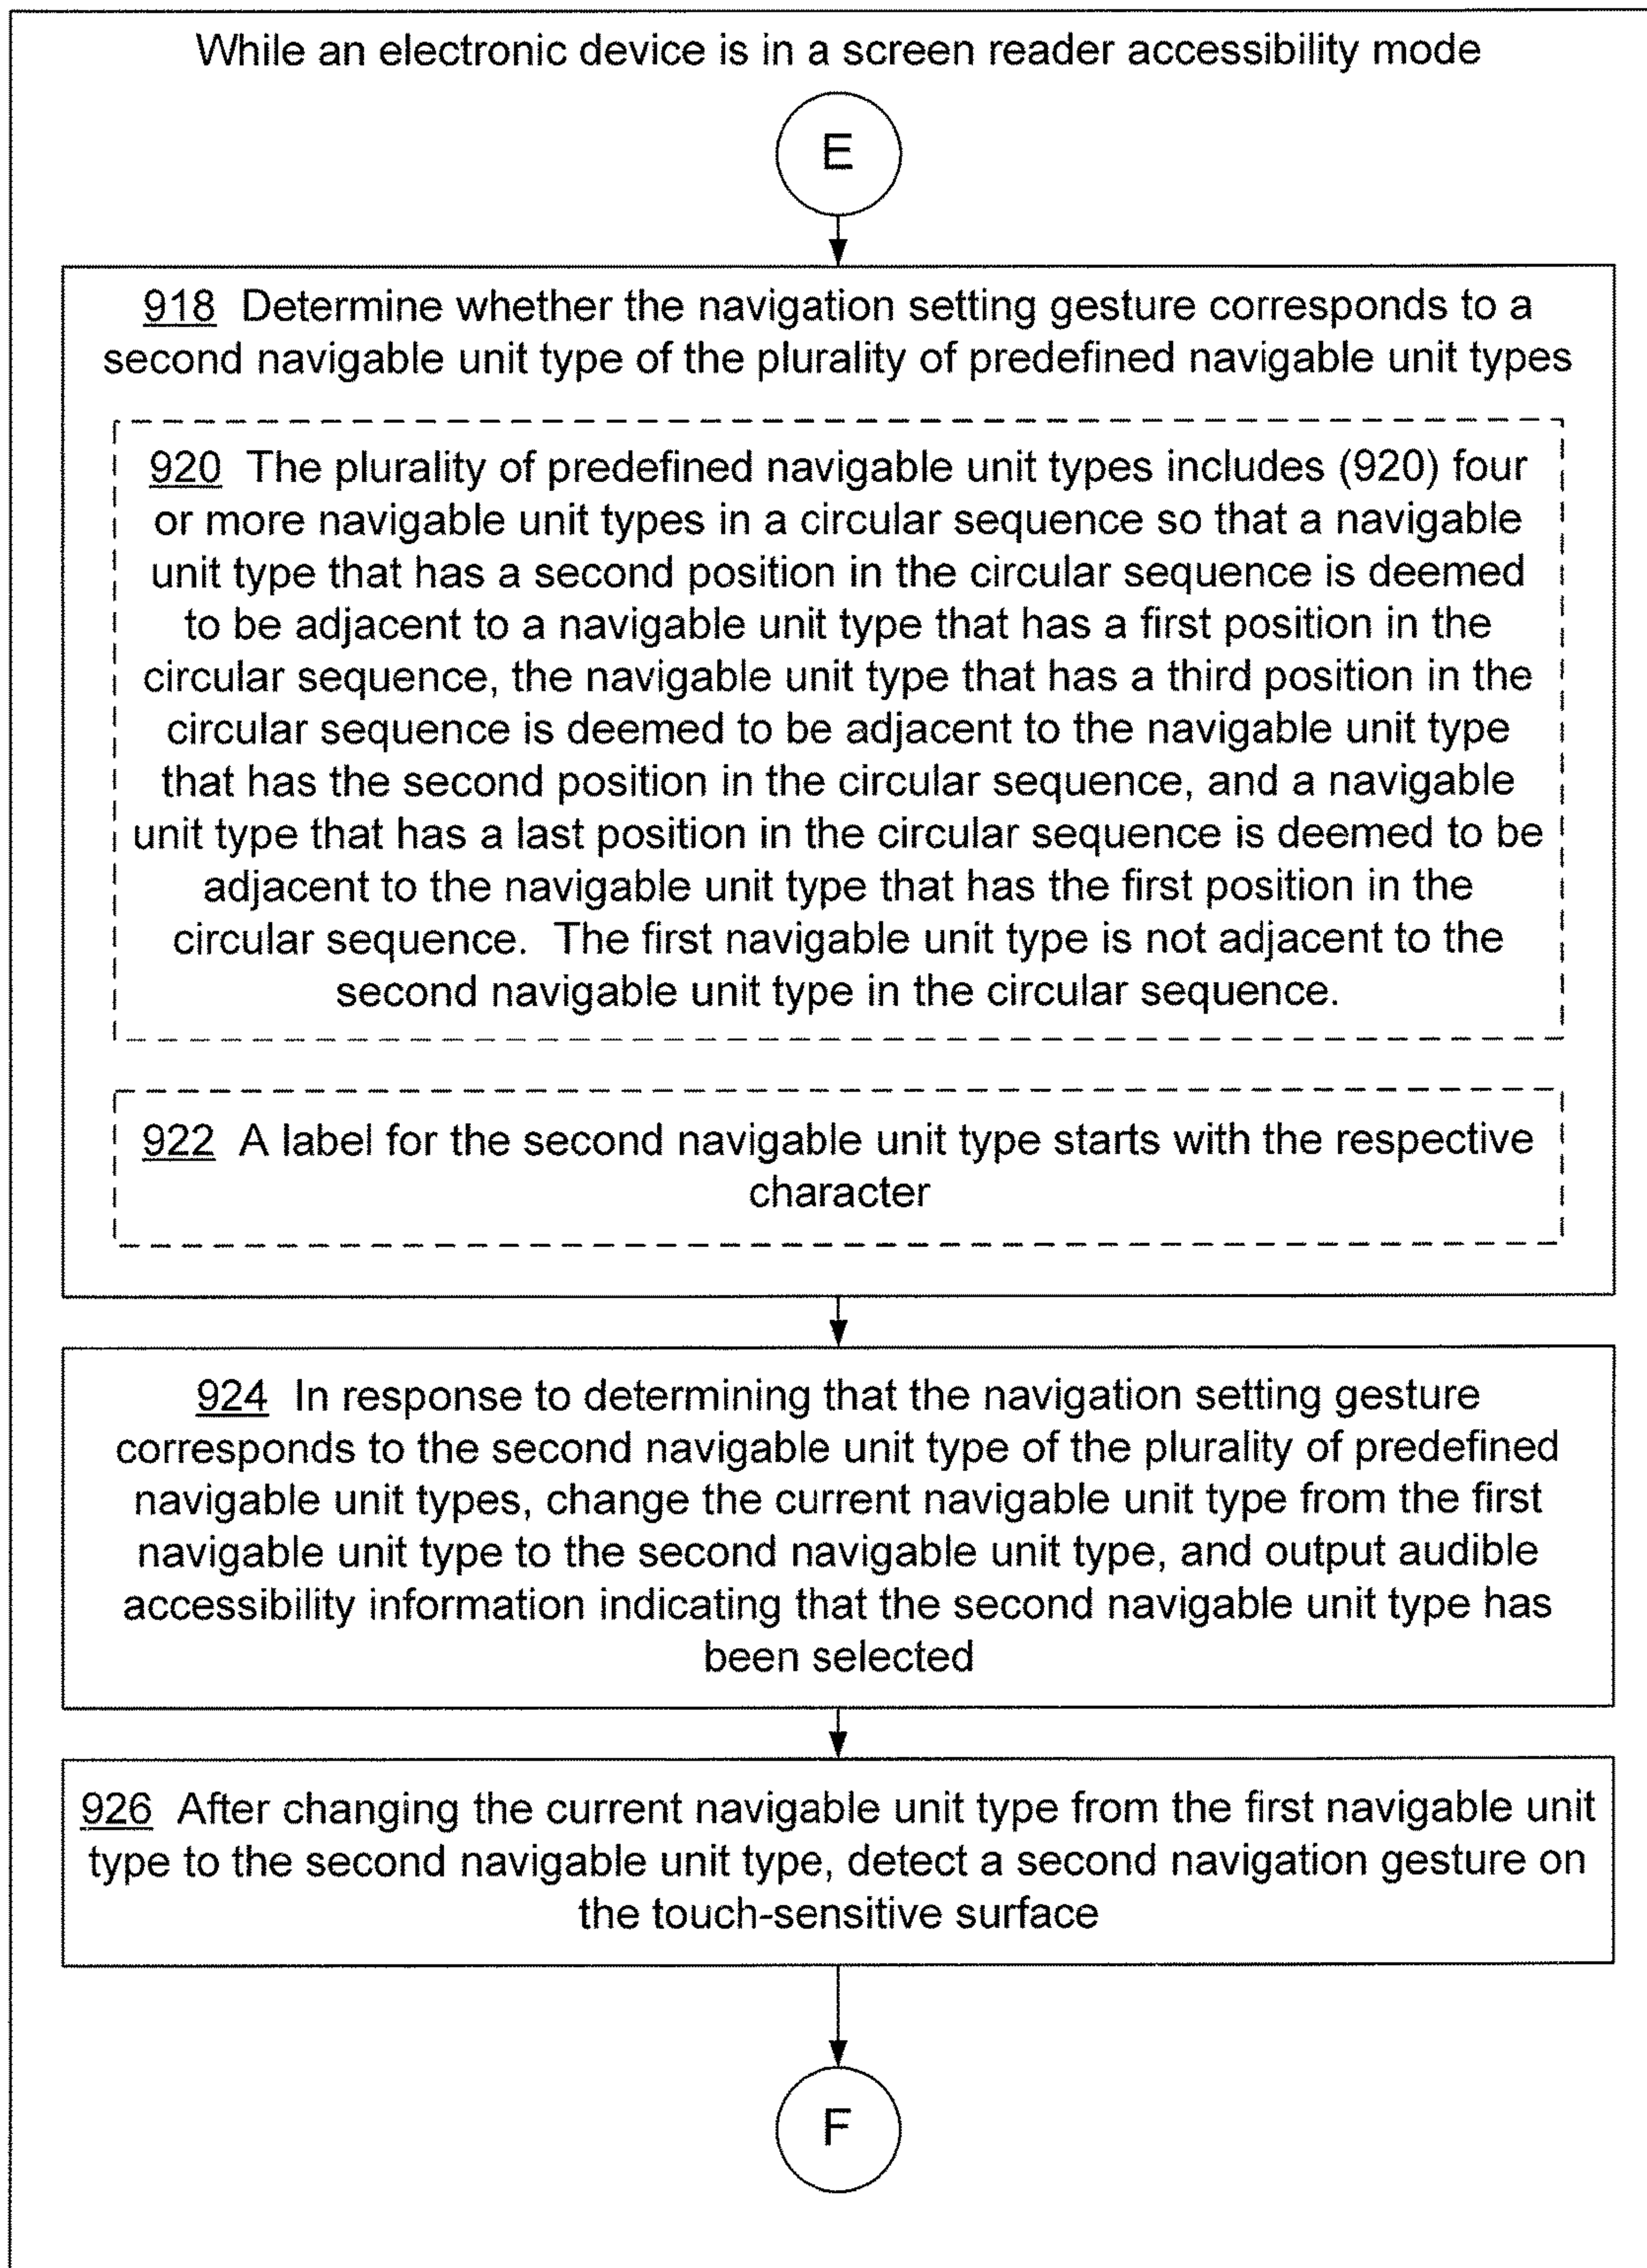 While an electronic device is in a screen reader accessibility mode
E
918 Determine whether the navigation setting gesture corresponds to a
second navigable unit type of the plurality of predefined navigable unit types
920 The plurality of predefined navigable unit types includes (920) four
or more navigable unit types in a circular sequence so that a navigable
unit type that has a second position in the circular sequence is deemed
to be adjacent to a navigable unit type that has a first position in the
circular sequence, the navigable unit type that has a third position in the
circular sequence is deemed to be adjacent to the navigable unit type
that has the second position in the circular sequence, and a navigable
unit type that has a last position in the circular sequence is deemed to be
adjacent to the navigable unit type that has the first position in the
circular sequence. The first navigable unit type is not adjacent to the
second navigable unit type in the circular sequence.
922 A label for the second navigable unit type starts with the respective
character
924 In response to determining that the navigation setting gesture
corresponds to the second navigable unit type of the plurality of predefined
navigable unit types, change the current navigable unit type from the first
navigable unit type to the second navigable unit type, and output audible
accessibility information indicating that the second navigable unit type has
been selected
926 After changing the current navigable unit type from the first navigable unit
type to the second navigable unit type, detect a second navigation gesture on
the touch-sensitive surface
F